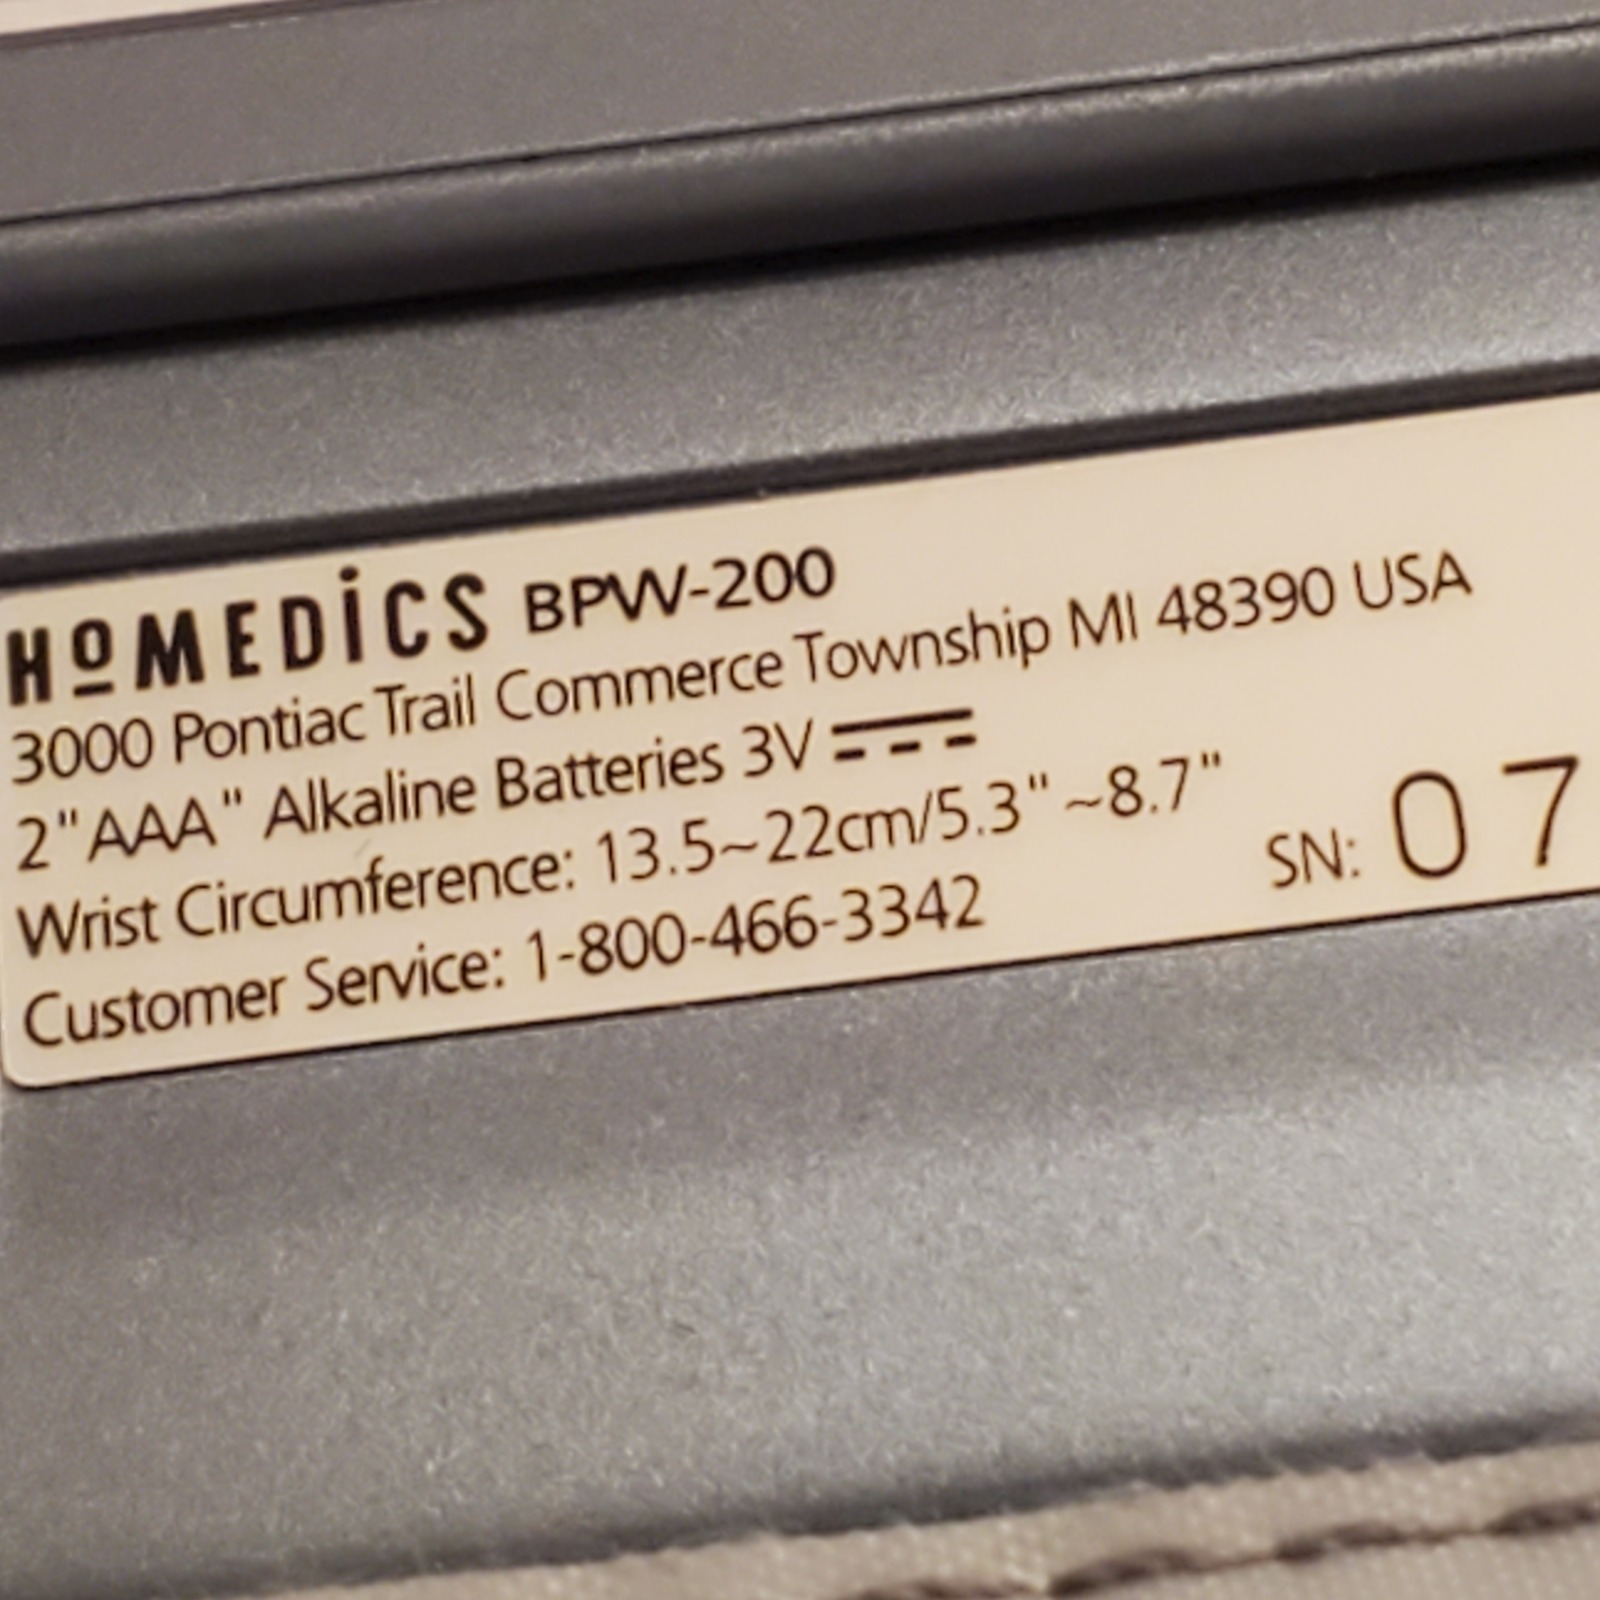 HoMEDiCS BPW-200
3000 Pontiac Trail Commerce Township MI 48390 USA
2"AAA" Alkaline Batteries 3V
Wrist Circumference: 13.5~22cm/5.3" ~8.7"
Customer Service: 1-800-466-3342
SN: 07